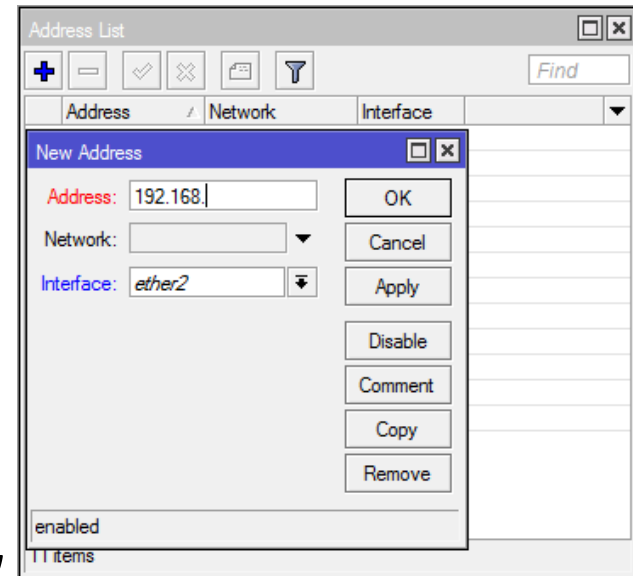 Address List
Find
Address Network Interface
New Address
Address: 192.168.
OK
Network:
Cancel
Interface: ether2
Apply
Disable
Comment
Copy
Remove
enabled
11 items